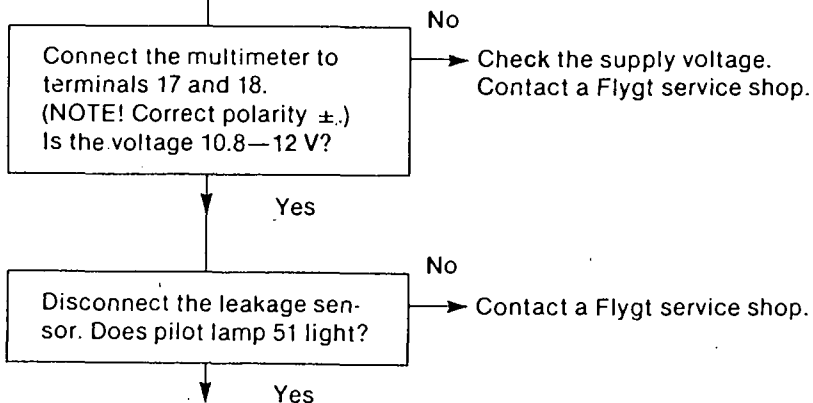 No
Connect the multimeter to
terminals 17 and 18.
(NOTE! Correct polarity ±.)
Is the voltage 10.8—12 V?
Check the supply voltage.
Contact a Flygt service shop.
Yes
No
Disconnect the leakage sen-
sor. Does pilot lamp 51 light?
Contact a Flygt service shop.
Yes